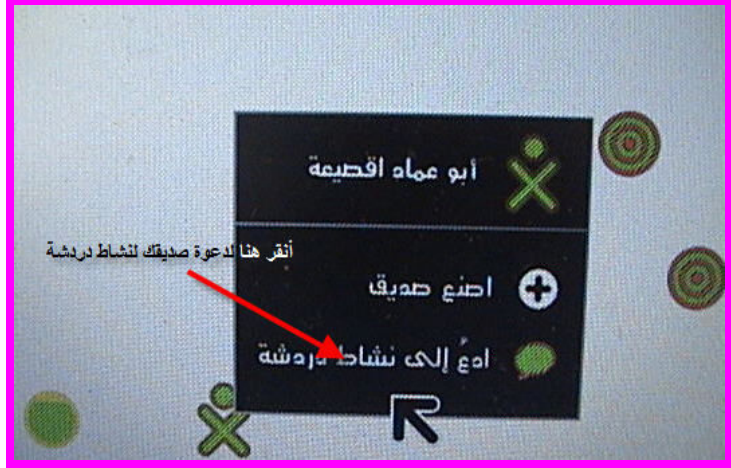 أبو عماد اقصيعة
أنقر هنا لدعوة صديقك لنشاط دردشة
اصنع صديق
ادعُ إلى نشاط دردشة